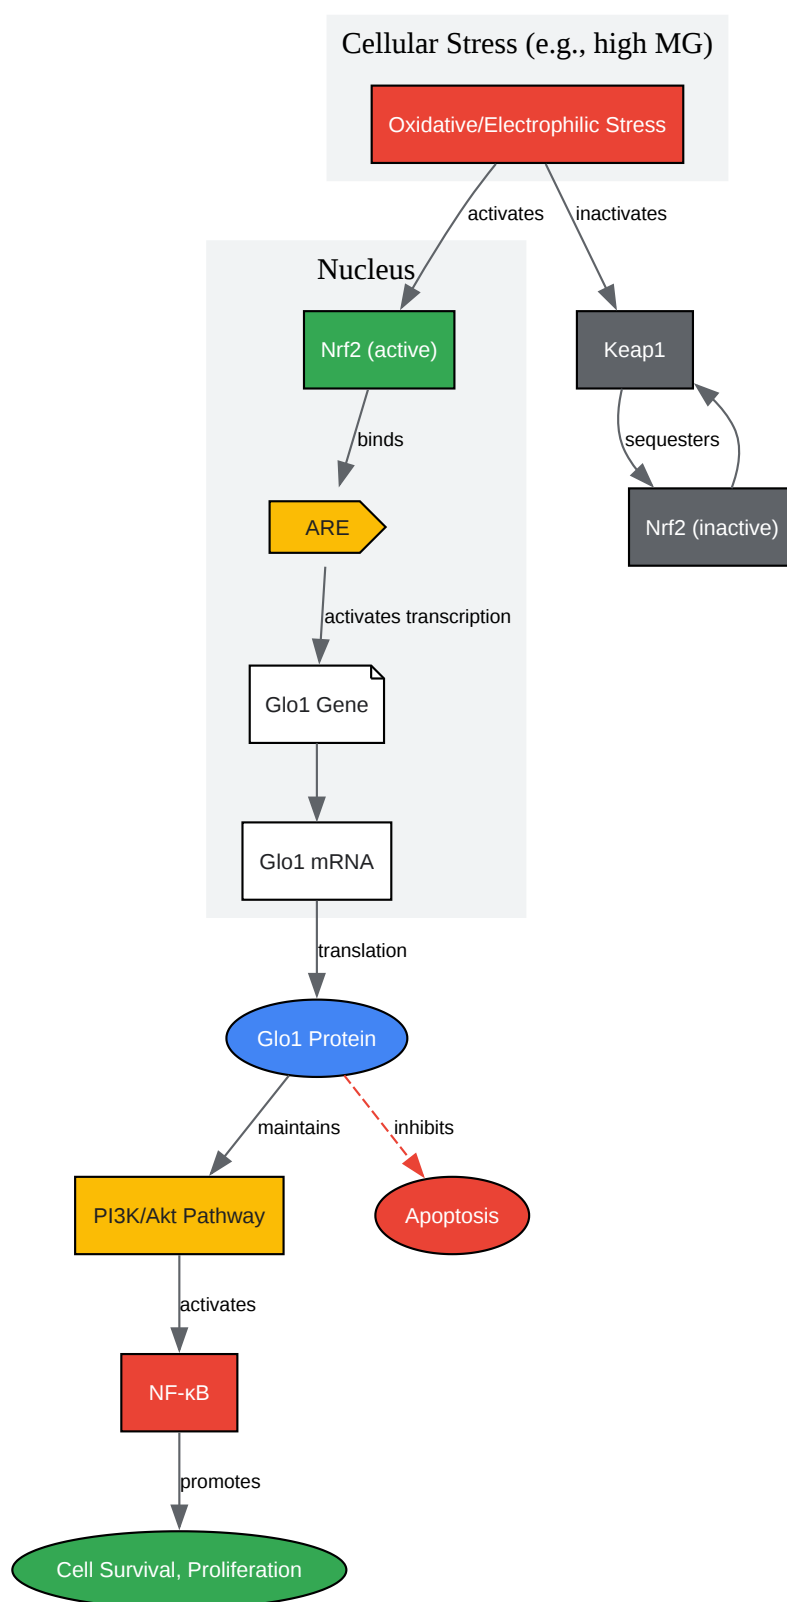 Cellular Stress (e.g., high MG)
Oxidative/Electrophilic Stress
activates
inactivates
Nucleus
Nrf2 (active)
Keap1
binds
sequesters
ARE
Nrf2 (inactive)
activates transcription
Glo1 Gene
Glo1 mRNA
translation
Glo1 Protein
maintains
inhibits
PI3K/Akt Pathway
Apoptosis
activates
NF-κB
promotes
Cell Survival, Proliferation